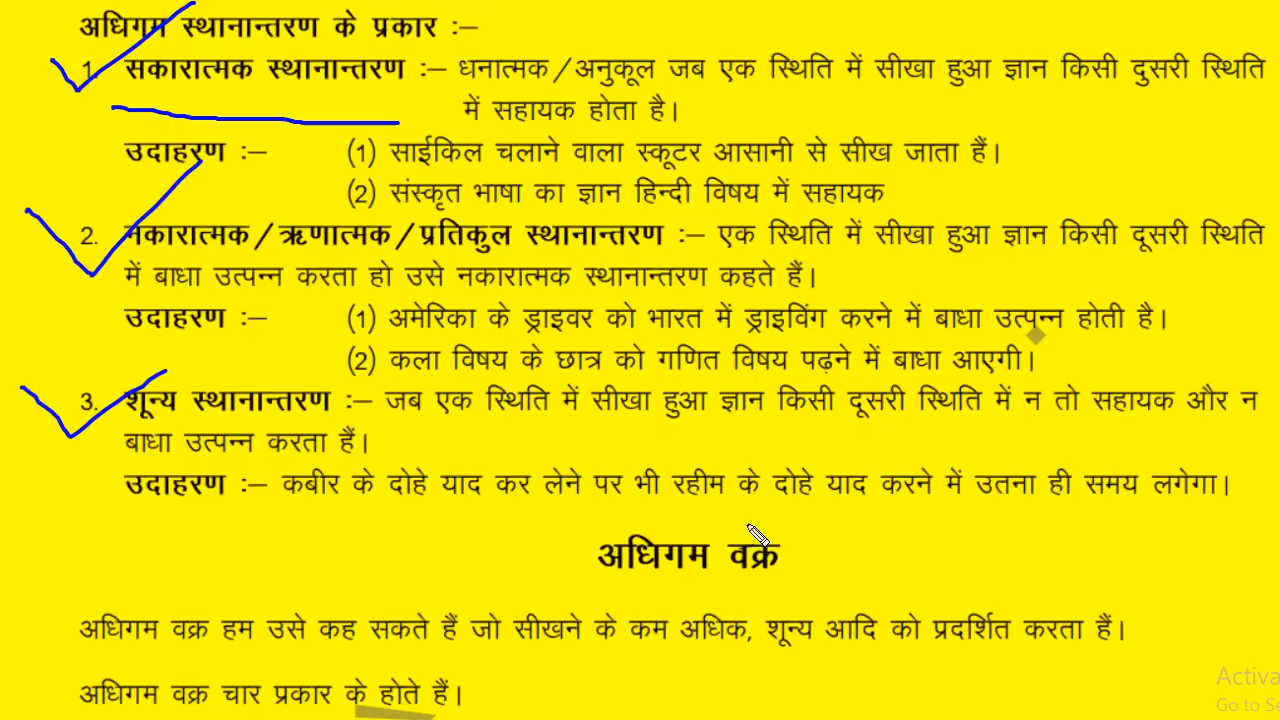 अधिगम स्थानान्तरण के प्रकार :–
1. सकारात्मक स्थानान्तरण :– धनात्मक/अनुकूल जब एक स्थिति में सीखा हुआ ज्ञान किसी दुसरी स्थिति
में सहायक होता है।
उदाहरण :– (1) साईकिल चलाने वाला स्कूटर आसानी से सीख जाता हैं।
(2) संस्कृत भाषा का ज्ञान हिन्दी विषय में सहायक
2. नकारात्मक/ऋणात्मक/प्रतिकुल स्थानान्तरण :– एक स्थिति में सीखा हुआ ज्ञान किसी दूसरी स्थिति
में बाधा उत्पन्न करता हो उसे नकारात्मक स्थानान्तरण कहते हैं।
उदाहरण :– (1) अमेरिका के ड्राइवर को भारत में ड्राइविंग करने में बाधा उत्पन्न होती है।
(2) कला विषय के छात्र को गणित विषय पढ़ने में बाधा आएगी।
3. शून्य स्थानान्तरण :– जब एक स्थिति में सीखा हुआ ज्ञान किसी दूसरी स्थिति में न तो सहायक और न
बाधा उत्पन्न करता हैं।
उदाहरण :– कबीर के दोहे याद कर लेने पर भी रहीम के दोहे याद करने में उतना ही समय लगेगा।
अधिगम वक्र
अधिगम वक्र हम उसे कह सकते हैं जो सीखने के कम अधिक, शून्य आदि को प्रदर्शित करता हैं।
Activa
अधिगम वक्र चार प्रकार के होते हैं।
Go to Se